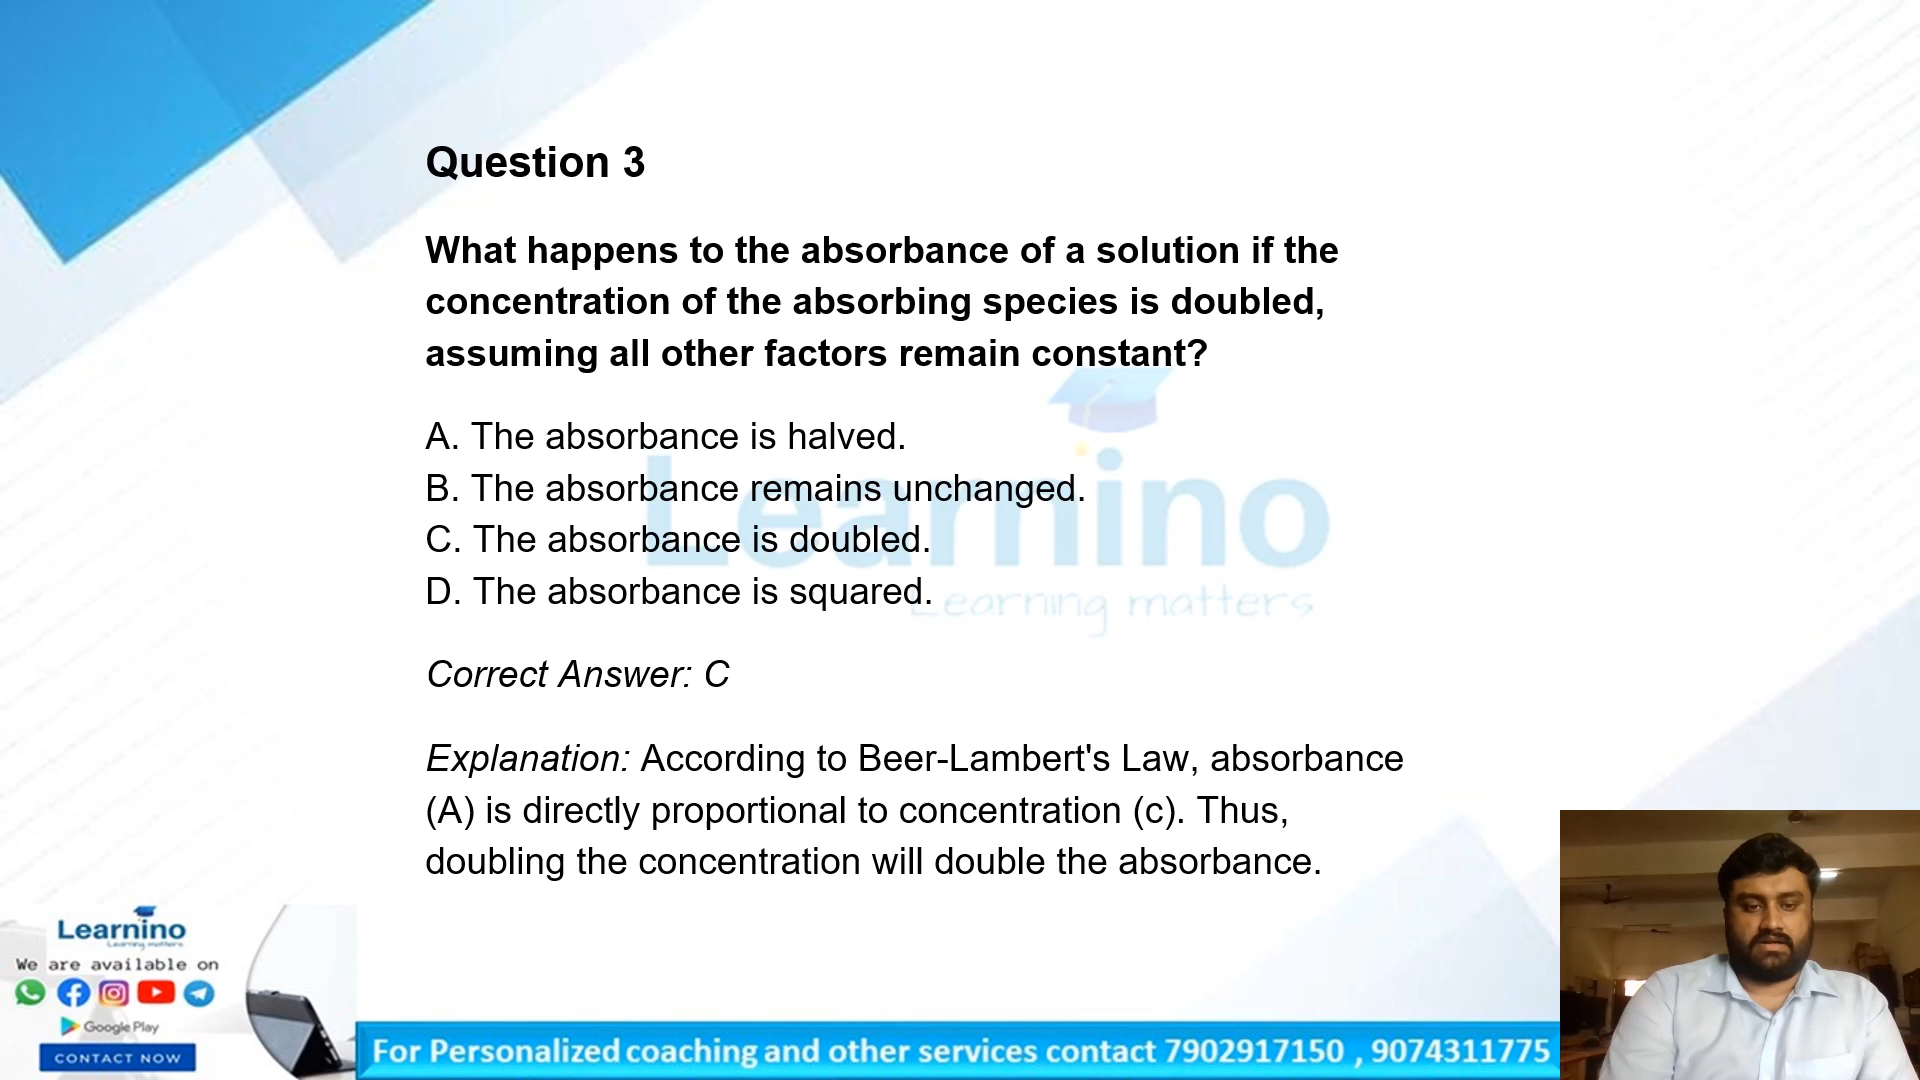 Question 3
What happens to the absorbance of a solution if the
concentration of the absorbing species is doubled,
assuming all other factors remain constant?
A. The absorbance is halved.
B. The absorbance remains unchanged.
C. The absorbance is doubled.
D. The absorbance is squared.
Learnino
Learning matters
Correct Answer: C
Explanation: According to Beer-Lambert's Law, absorbance
(A) is directly proportional to concentration (c). Thus,
doubling the concentration will double the absorbance.
Learnino
Learning matters
We are available on
Google Play
CONTACT NOW
For Personalized coaching and other services contact 7902917150 , 9074311775